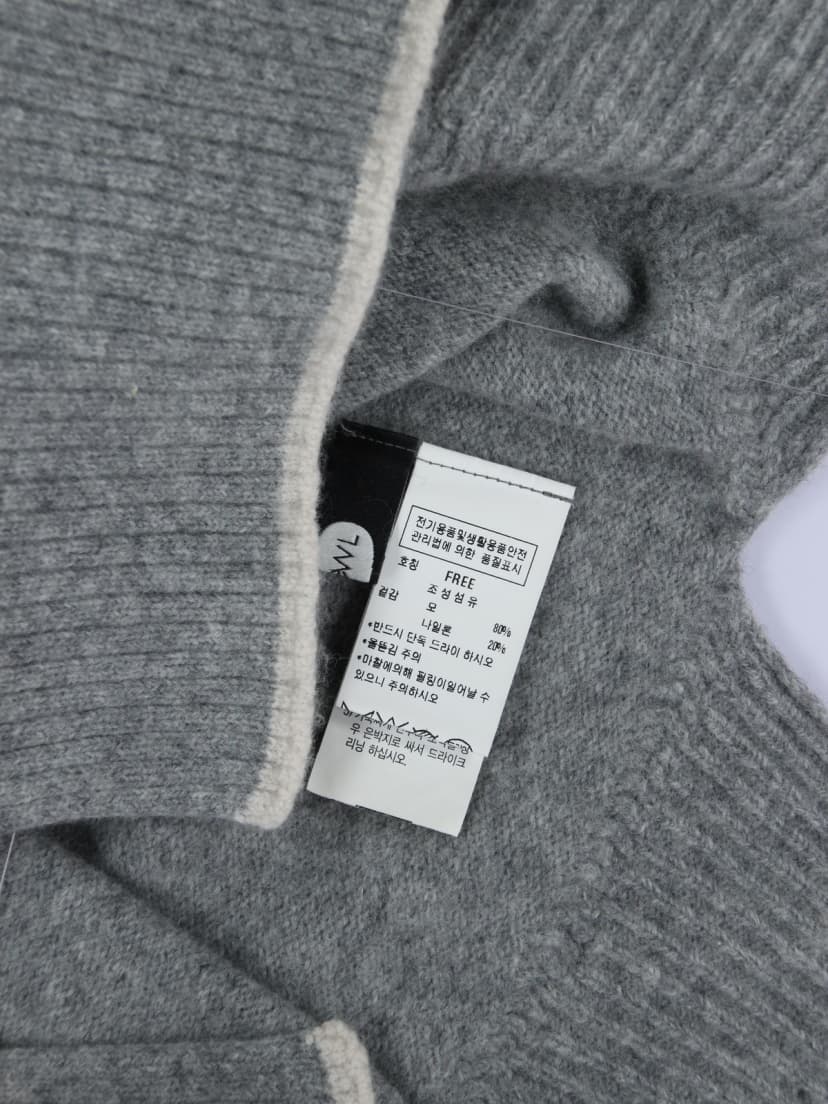 전기용품및생활용품안전
관리법에 의한 품질표시
호칭 FREE
겉감 조성섬유
모 80%
나일론 20%
*반드시 단독 드라이 하시오
*올뜯김 주의
*마찰에의해 필링이일어날 수
있으니 주의하시오
우 은박지로 싸서 드라이크
리닝 하십시오.
WL